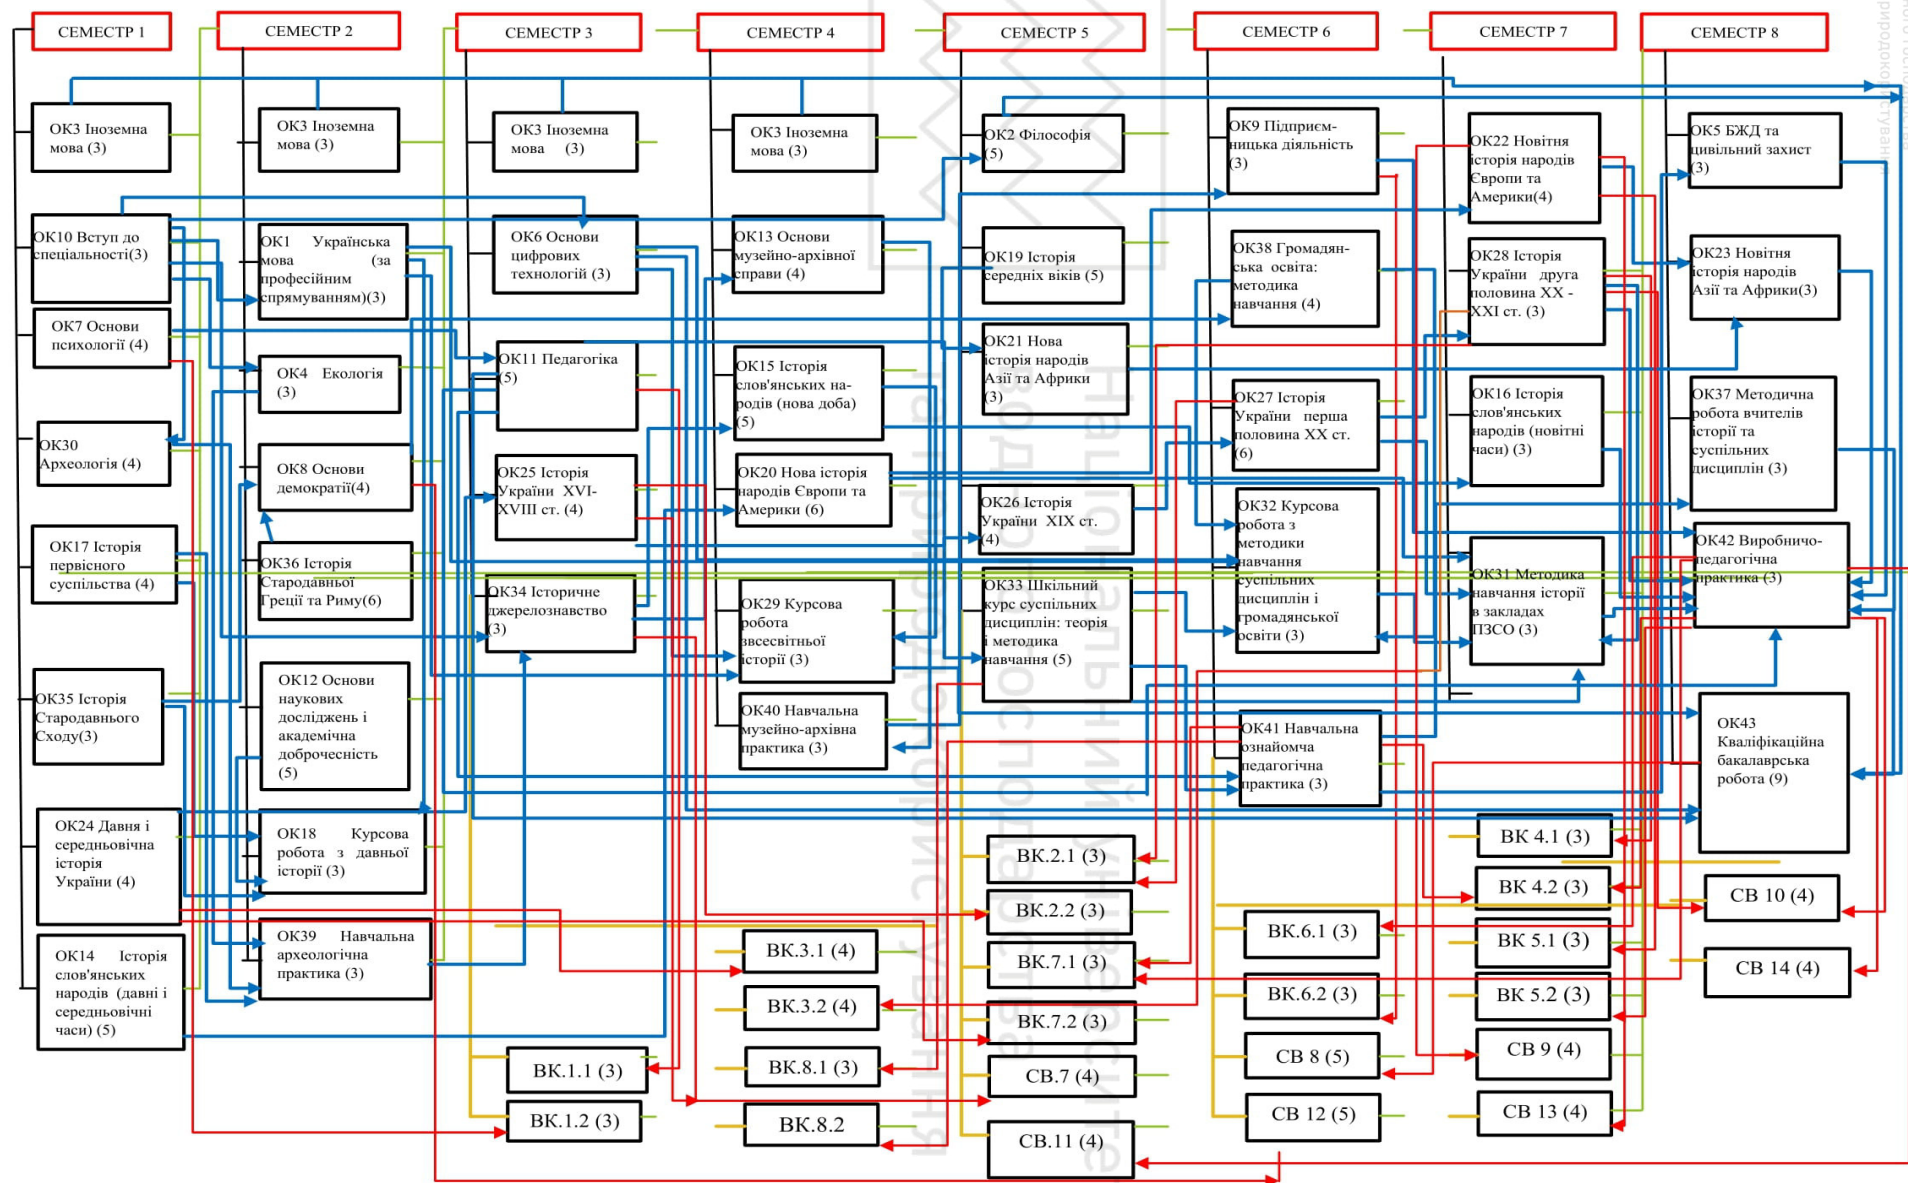 СЕМЕСТР 1
ОК3 Іноземна
мова (3)
ОК10 Вступ до
спеціальності(3)
ОК7 Основи
психології (4)
ОК30
Археологія (4)
ОК17 Історія
первісного
суспільства (4)
ОК35 Історія
Стародавнього
Сходу(3)
ОК24 Давня і
середньовічна
історія
України (4)
ОК14 Історія
слов'янських
народів (давні і
середньовічні
часи) (5)
СЕМЕСТР 2
ОК3 Іноземна
мова (3)
ОК1 Українська
мова (за
професійним
спрямуванням)(3)
ОК4 Екологія
(3)
ОК8 Основи
демократії(4)
ОК36 Історія
Стародавньої
Греції та Риму(6)
ОК12 Основи
наукових
досліджень і
академічна
доброчесність
(5)
ОК18 Курсова
робота з давньої
історії (3)
ОК39 Навчальна
археологічна
практика (3)
СЕМЕСТР 3
ОК3 Іноземна
мова (3)
ОК6 Основи
цифрових
технологій (3)
ОК11 Педагогіка
(5)
ОК25 Історія
України XVI-
XVIII ст. (4)
ОК34 Історичне
джерелознавство
(3)
ВК.1.1 (3)
ВК.1.2 (3)
СЕМЕСТР 4
ОК3 Іноземна
мова (3)
ОК13 Основи
музейно-архівної
справи (4)
ОК15 Історія
слов'янських на-
родів (нова доба)
(5)
ОК20 Нова історія
народів Європи та
Америки (6)
ОК29 Курсова
робота
звсесвітньої
історії (3)
ОК40 Навчальна
музейно-архівна
практика (3)
ВК.3.1 (4)
ВК.3.2 (4)
ВК.8.1 (3)
ВК.8.2
СЕМЕСТР 5
ОК2 Філософія
(5)
ОК19 Історія
середніх віків (5)
ОК21 Нова
історія народів
Азії та Африки
(3)
ОК26 Історія
України XIX ст.
(4)
ОК33 Шкільний
курс суспільних
дисциплін: теорія
і методика
навчання (5)
ВК.2.1 (3)
ВК.2.2 (3)
ВК.7.1 (3)
ВК.7.2 (3)
СВ.7 (4)
СВ.11 (4)
СЕМЕСТР 6
ОК9 Підприєм-
ницька діяльність
(3)
ОК38 Громадян-
ська освіта:
методика
навчання (4)
ОК27 Історія
України перша
половина XX ст.
(6)
ОК32 Курсова
робота з
методики
навчання
суспільних
дисциплін і
громадянської
освіти (3)
ОК41 Навчальна
ознайомча
педагогічна
практика (3)
ВК.6.1 (3)
ВК.6.2 (3)
СВ 8 (5)
СВ 12 (5)
СЕМЕСТР 7
ОК22 Новітня
історія народів
Європи та
Америки(4)
ОК28 Історія
України друга
половина XX -
XXI ст. (3)
ОК16 Історія
слов'янських
народів (новітні
часи) (3)
ОК31 Методика
навчання історії
в закладах
ПЗСО (3)
ВК 4.1 (3)
ВК 4.2 (3)
ВК 5.1 (3)
ВК 5.2 (3)
СВ 9 (4)
СВ 13 (4)
СЕМЕСТР 8
ОК5 БЖД та
цивільний захист
(3)
ОК23 Новітня
історія народів
Азії та Африки(3)
ОК37 Методична
робота вчителів
історії та
суспільних
дисциплін (3)
ОК42 Виробничо-
педагогічна
практика (3)
ОК43
Кваліфікаційна
бакалаврська
робота (9)
СВ 10 (4)
СВ 14 (4)